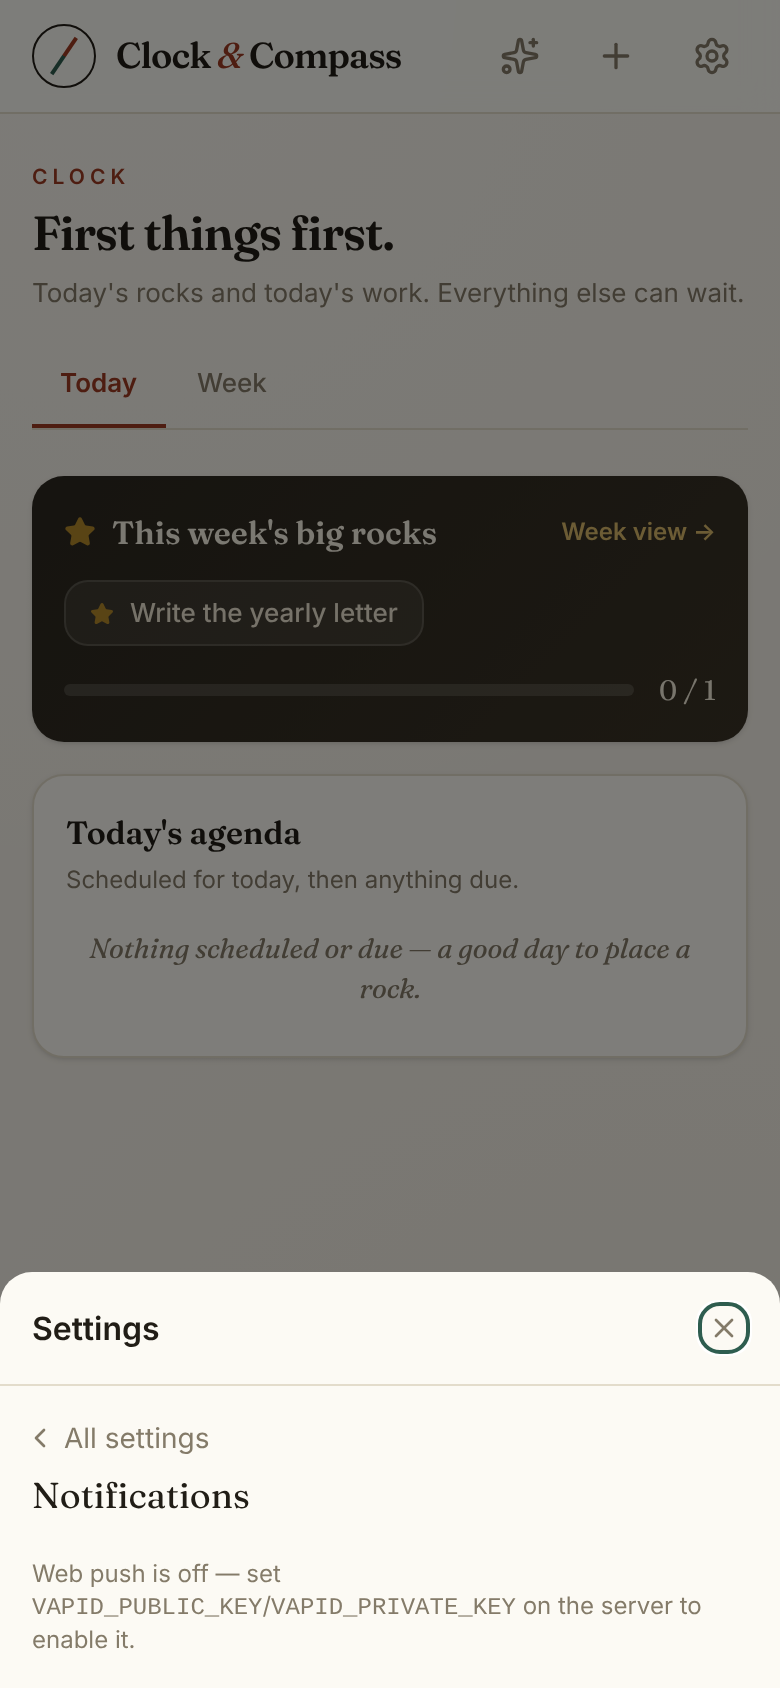 Clock & Compass
CLOCK
First things first.
Today's rocks and today's work. Everything else can wait.
Today Week
This week's big rocks Week view →
Write the yearly letter
0 / 1
Today's agenda
Scheduled for today, then anything due.
Nothing scheduled or due — a good day to place a
rock.
Settings
All settings
Notifications
Web push is off — set
VAPID_PUBLIC_KEY/VAPID_PRIVATE_KEY on the server to
enable it.